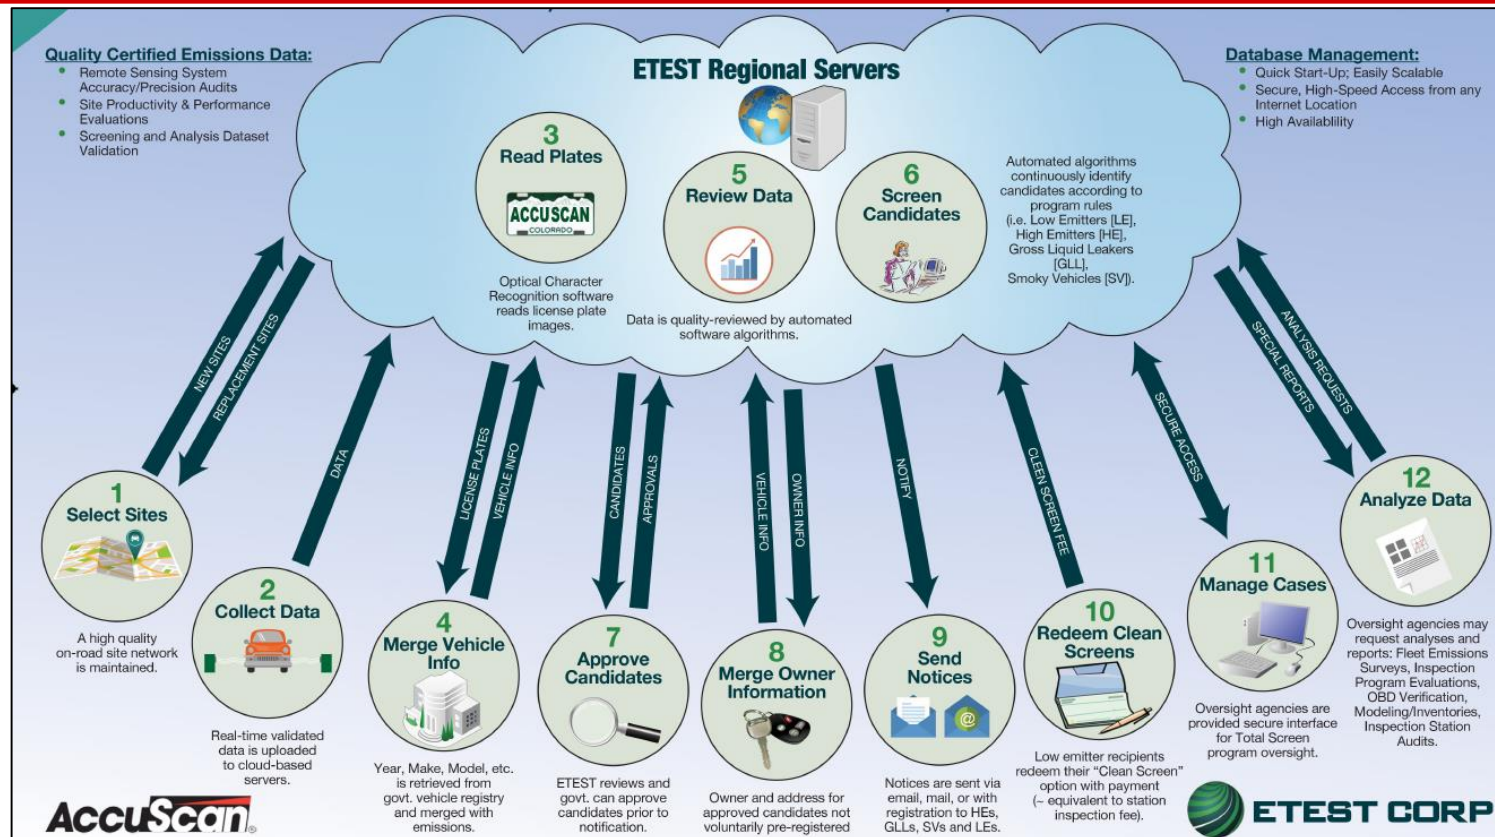 Quality Certified Emissions Data:
• Remote Sensing System
Accuracy/Precision Audits
• Site Productivity & Performance
Evaluations
• Screening and Analysis Dataset
Validation
ETEST Regional Servers
Database Management:
• Quick Start-Up; Easily Scalable
• Secure, High-Speed Access from any
Internet Location
• High Availablility
3
Read Plates
ACCUSCAN
COLORADO
Optical Character
Recognition software
reads license plate
images.
5
Review Data
Data is quality-reviewed by automated
software algorithms.
6
Screen
Candidates
Automated algorithms
continuously identify
candidates according to
program rules
(i.e. Low Emitters [LE],
High Emitters [HE],
Gross Liquid Leakers
[GLL],
Smoky Vehicles [SV]).
NEW SITES
REPLACEMENT SITES
DATA
LICENSE PLATES
VEHICLE INFO
CANDIDATES
APPROVALS
VEHICLE INFO
OWNER INFO
NOTIFY
CLEEN SCREEN FEE
SECURE ACCESS
SPECIAL REPORTS
ANALYSIS REQUESTS
1
Select Sites
A high quality
on-road site network
is maintained.
2
Collect Data
Real-time validated
data is uploaded
to cloud-based
servers.
4
Merge Vehicle
Info
Year, Make, Model, etc.
is retrieved from
govt. vehicle registry
and merged with
emissions.
7
Approve
Candidates
ETEST reviews and
govt. can approve
candidates prior to
notification.
8
Merge Owner
Information
Owner and address for
approved candidates not
voluntarily pre-registered
9
Send
Notices
@
Notices are sent via
email, mail, or with
registration to HEs,
GLLs, SVs and LEs.
10
Redeem Clean
Screens
Low emitter recipients
redeem their "Clean Screen"
option with payment
(~ equivalent to station
inspection fee).
11
Manage Cases
Oversight agencies are
provided secure interface
for Total Screen
program oversight.
12
Analyze Data
Oversight agencies may
request analyses and
reports: Fleet Emissions
Surveys, Inspection
Program Evaluations,
OBD Verification,
Modeling/Inventories,
Inspection Station
Audits.
AccuScan®
ETEST CORP